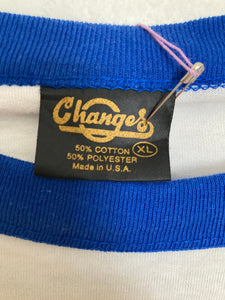 Changes
50% COTTON
XL
50% POLYESTER
Made in U.S.A.